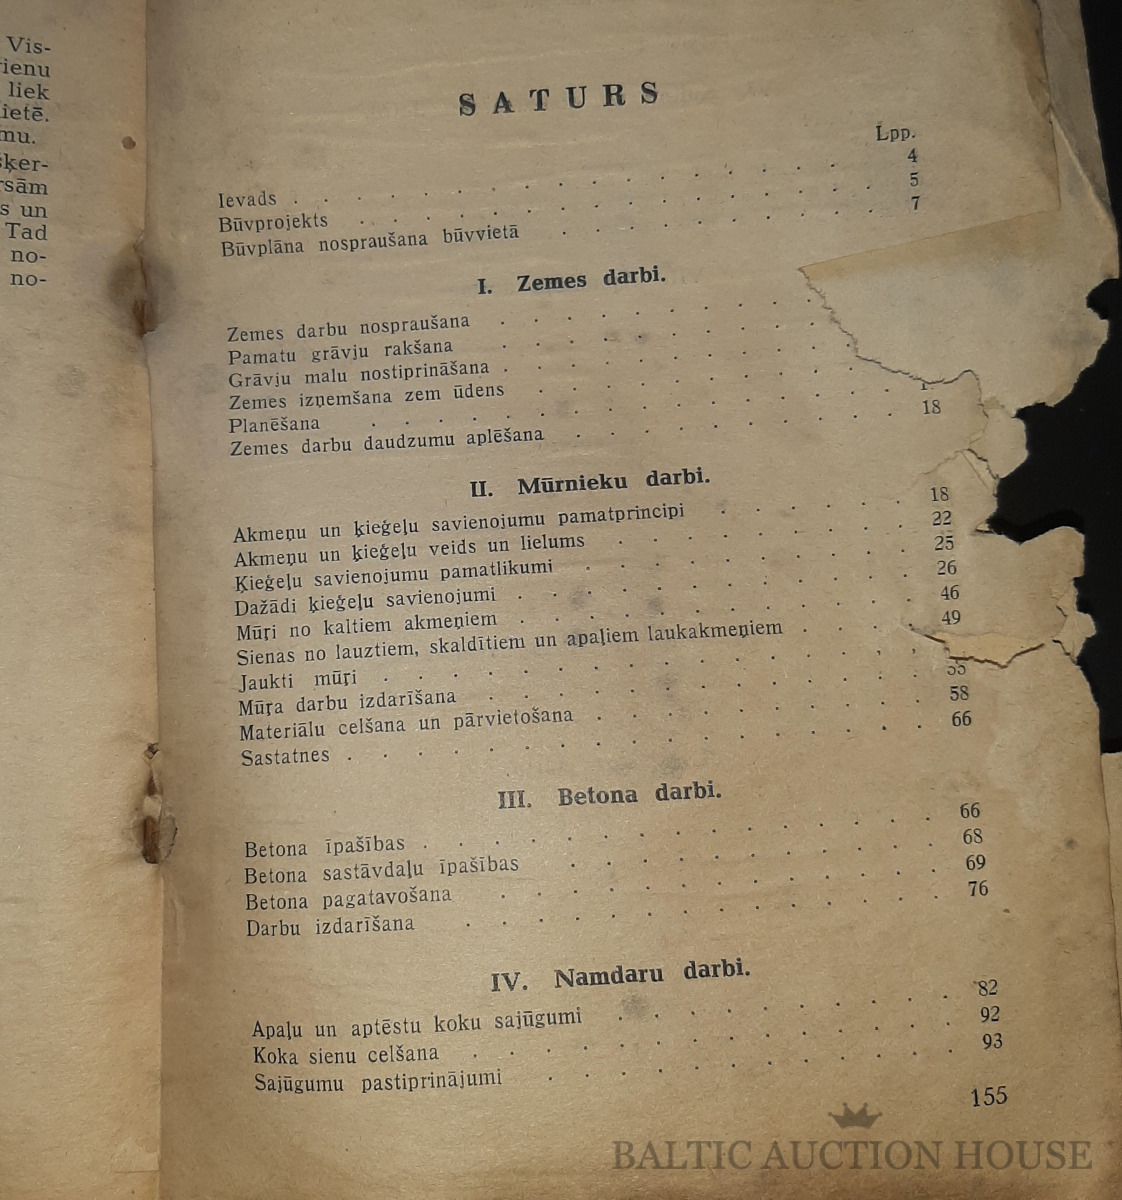 Vis-
ienu
liek
ietē.
mu.
šķer-
rsām
s un
Tad
no-
no-
SATURS
Lpp.
Ievads . . . . . . . . . . . . . . . . 4
Būvprojekts . . . . . . . . . . . . . . 5
Būvplāna nospraušana būvvietā . . . . . . . . . 7
I. Zemes darbi.
Zemes darbu nospraušana . . . . . . . . . .
Pamatu grāvju rakšana . . . . . . . . . .
Grāvju malu nostiprināšana . . . . . . . . . .
Zemes izņemšana zem ūdens . . . . . . . . . .
Planēšana . . . . . . . . . . . . . . .
Zemes darbu daudzumu aplēšana . . . . . . . . . . 18
II. Mūrnieku darbi.
Akmeņu un ķieģeļu savienojumu pamatprincipi . . . . . . 18
Akmeņu un ķieģeļu veids un lielums . . . . . . . . 22
Ķieģeļu savienojumu pamatlikumi . . . . . . . . . 25
Dažādi ķieģeļu savienojumi . . . . . . . . . . . 26
Mūŗi no kaltiem akmeņiem . . . . . . . . . . . 46
Sienas no lauztiem, skaldītiem un apaļiem laukakmeņiem . . . . 49
Jaukti mūŗi . . . . . . . . . . . . . . .
Mūŗa darbu izdarīšana . . . . . . . . . . . . 55
Materiālu celšana un pārvietošana . . . . . . . . . 58
Sastatnes . . . . . . . . . . . . . . . . 66
III. Betona darbi.
Betona īpašības . . . . . . . . . . . . . . 66
Betona sastāvdaļu īpašības . . . . . . . . . . . 68
Betona pagatavošana . . . . . . . . . . . . 69
Darbu izdarīšana . . . . . . . . . . . . . . 76
IV. Namdaru darbi.
Apaļu un aptēstu koku sajūgumi . . . . . . . . . . 82
Koka sienu celšana . . . . . . . . . . . . . . 92
Sajūgumu pastiprinājumi . . . . . . . . . . . . 93
155
BALTIC AUCTION HOUSE